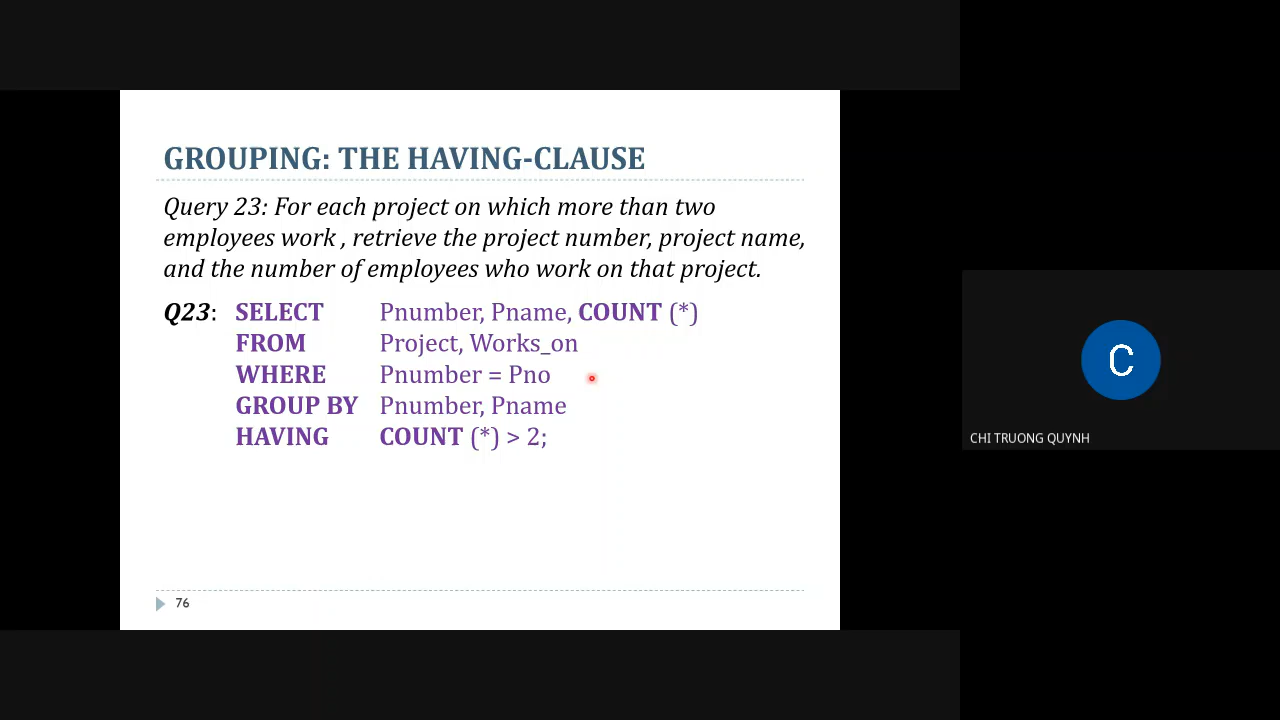 GROUPING: THE HAVING-CLAUSE
Query 23: For each project on which more than two
employees work , retrieve the project number, project name,
and the number of employees who work on that project.
Q23: SELECT Pnumber, Pname, COUNT (*)
FROM Project, Works_on
WHERE Pnumber = Pno
GROUP BY Pnumber, Pname
HAVING COUNT (*) > 2;
76
C
CHI TRUONG QUYNH